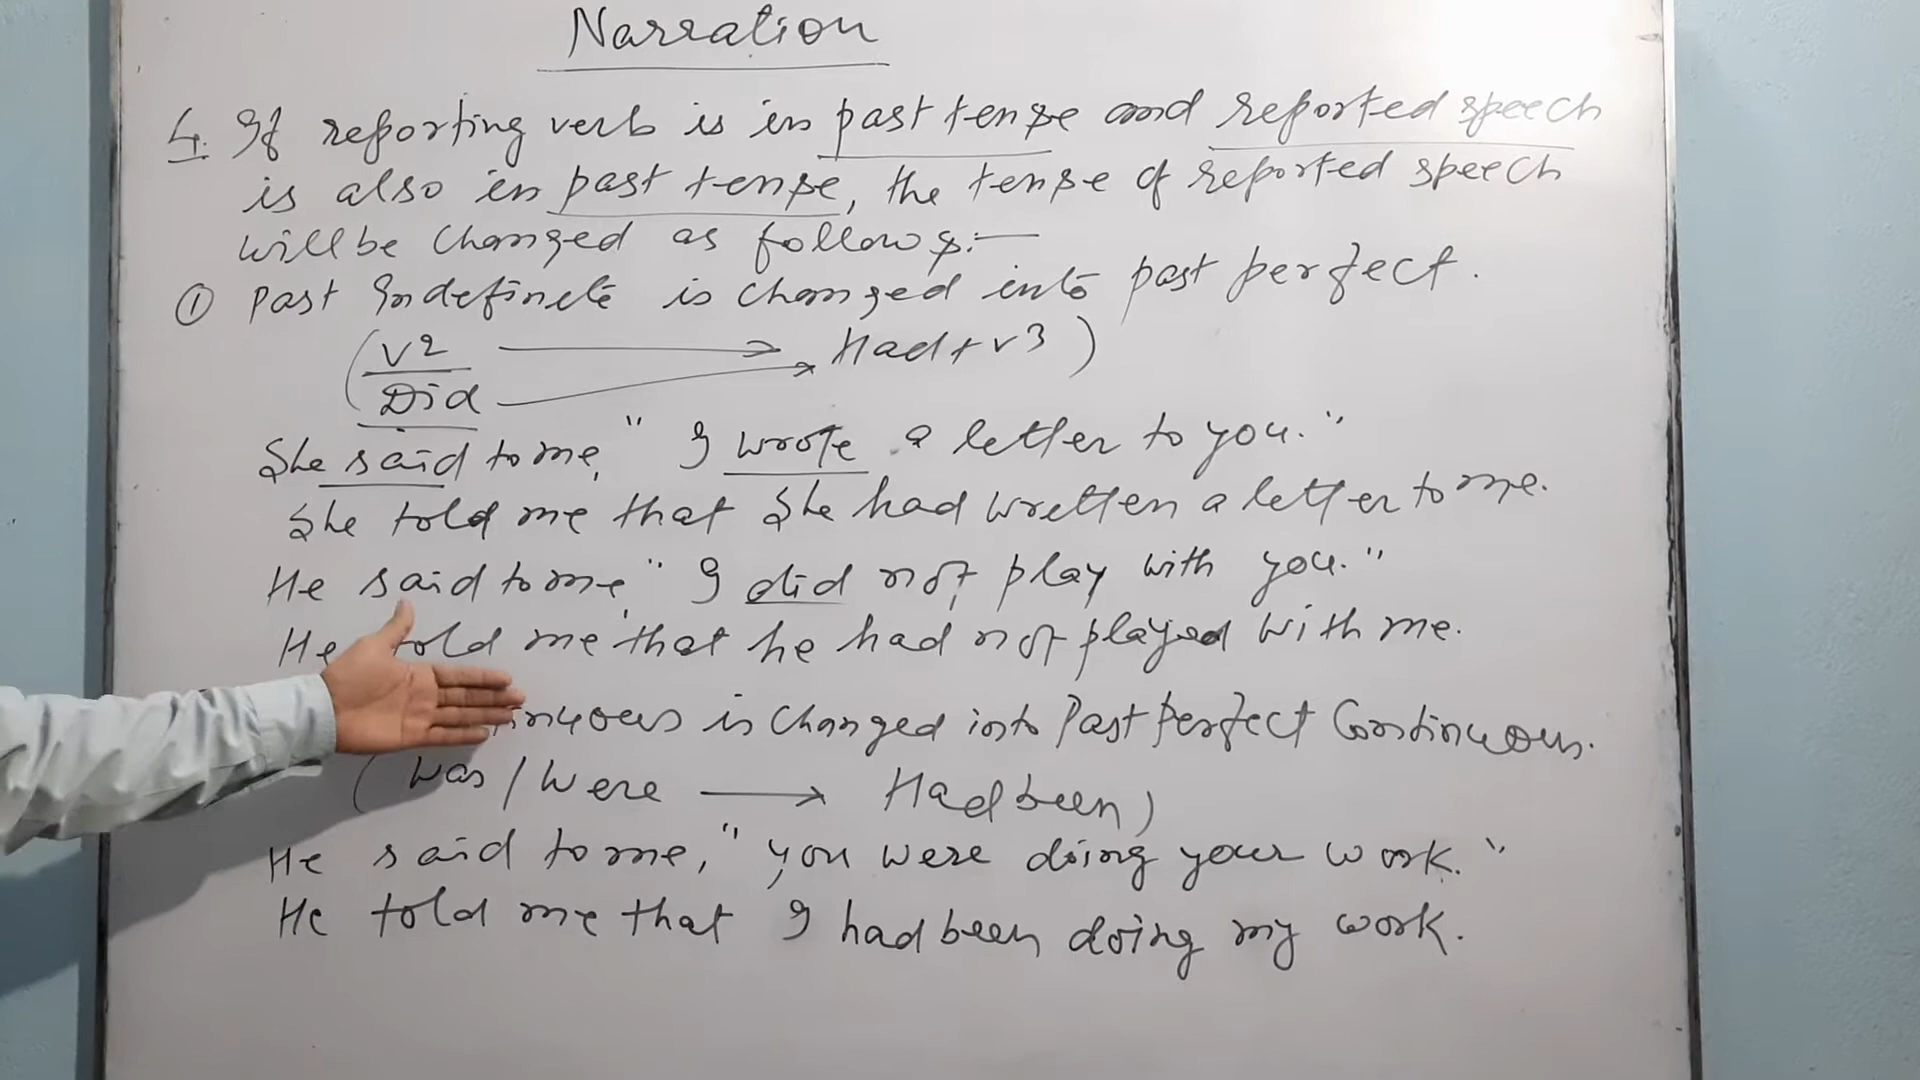 Narration
4. If reporting verb is in past tense and reported speech
is also in past tense, the tense of reported speech
will be changed as follows:—
① Past Indefinite is changed into past perfect.
(V2 → Had + v3)
Did
She said to me, "I wrote a letter to you."
She told me that She had written a letter to me.
He said to me, "I did not play with you."
He told me that he had not played with me.
is changed into Past Perfect Continuous.
(Was/Were → Had been)
He said to me, "you were doing your work."
He told me that I had been doing my work.